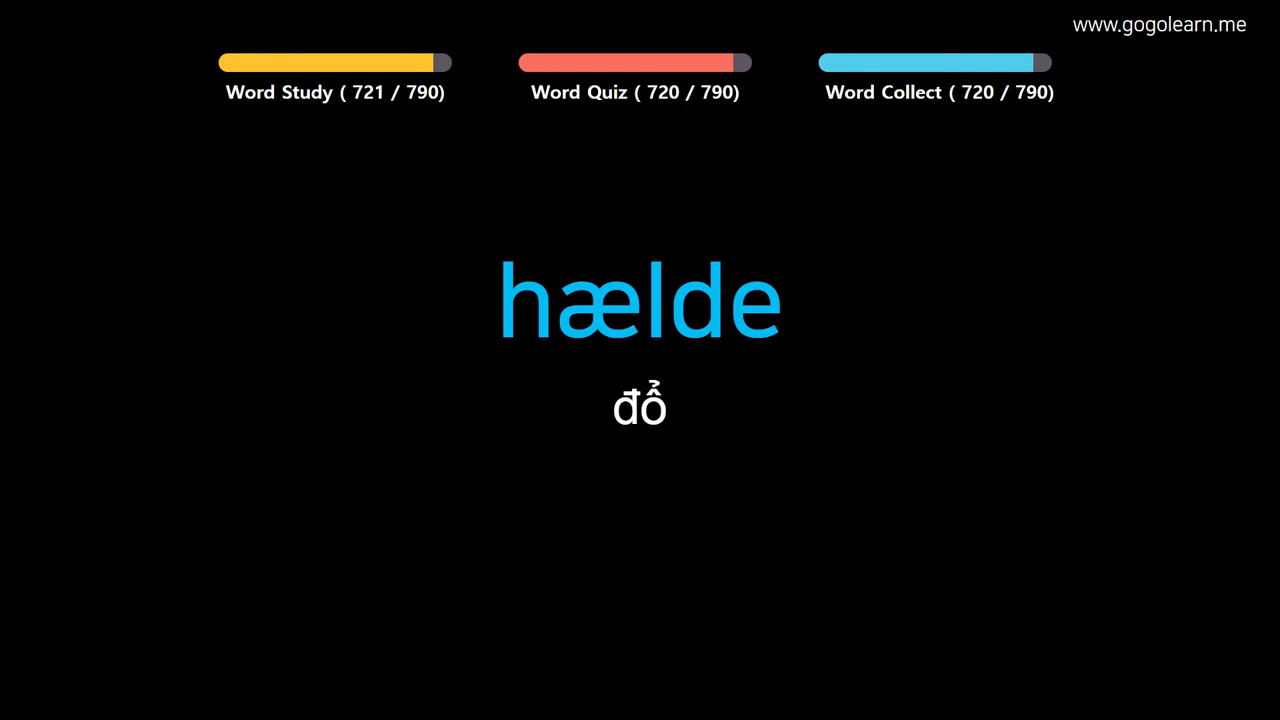 www.gogolearn.me
Word Study ( 721 / 790)
Word Quiz ( 720 / 790)
Word Collect ( 720 / 790)
hælde
đổ